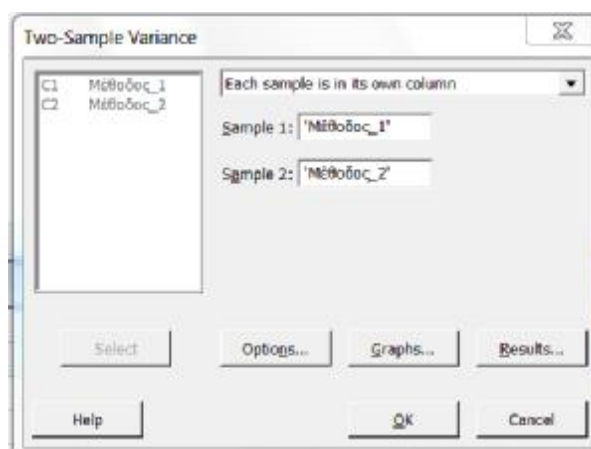 Two-Sample Variance
C1 Μέθοδος_1
C2 Μέθοδος_2
Each sample is in its own column
Sample 1: 'Μέθοδος_1'
Sample 2: 'Μέθοδος_2'
Select
Options...
Graphs...
Results...
Help
OK
Cancel